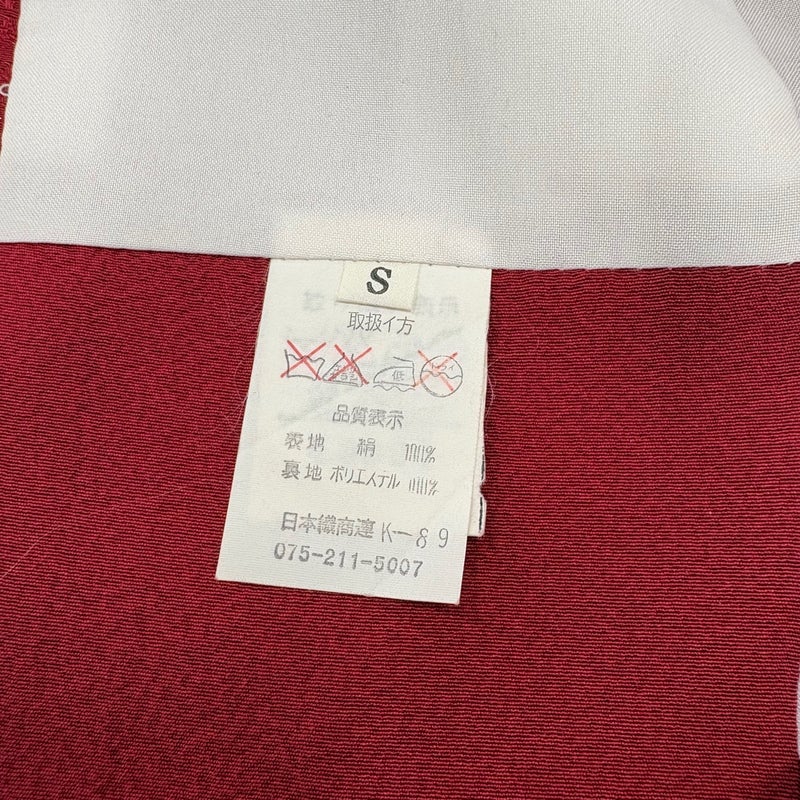 S
取扱イ方
低
品質表示
表地 絹 100%
裏地 ポリエステル 100%
日本織商連 K-89
075-211-5007